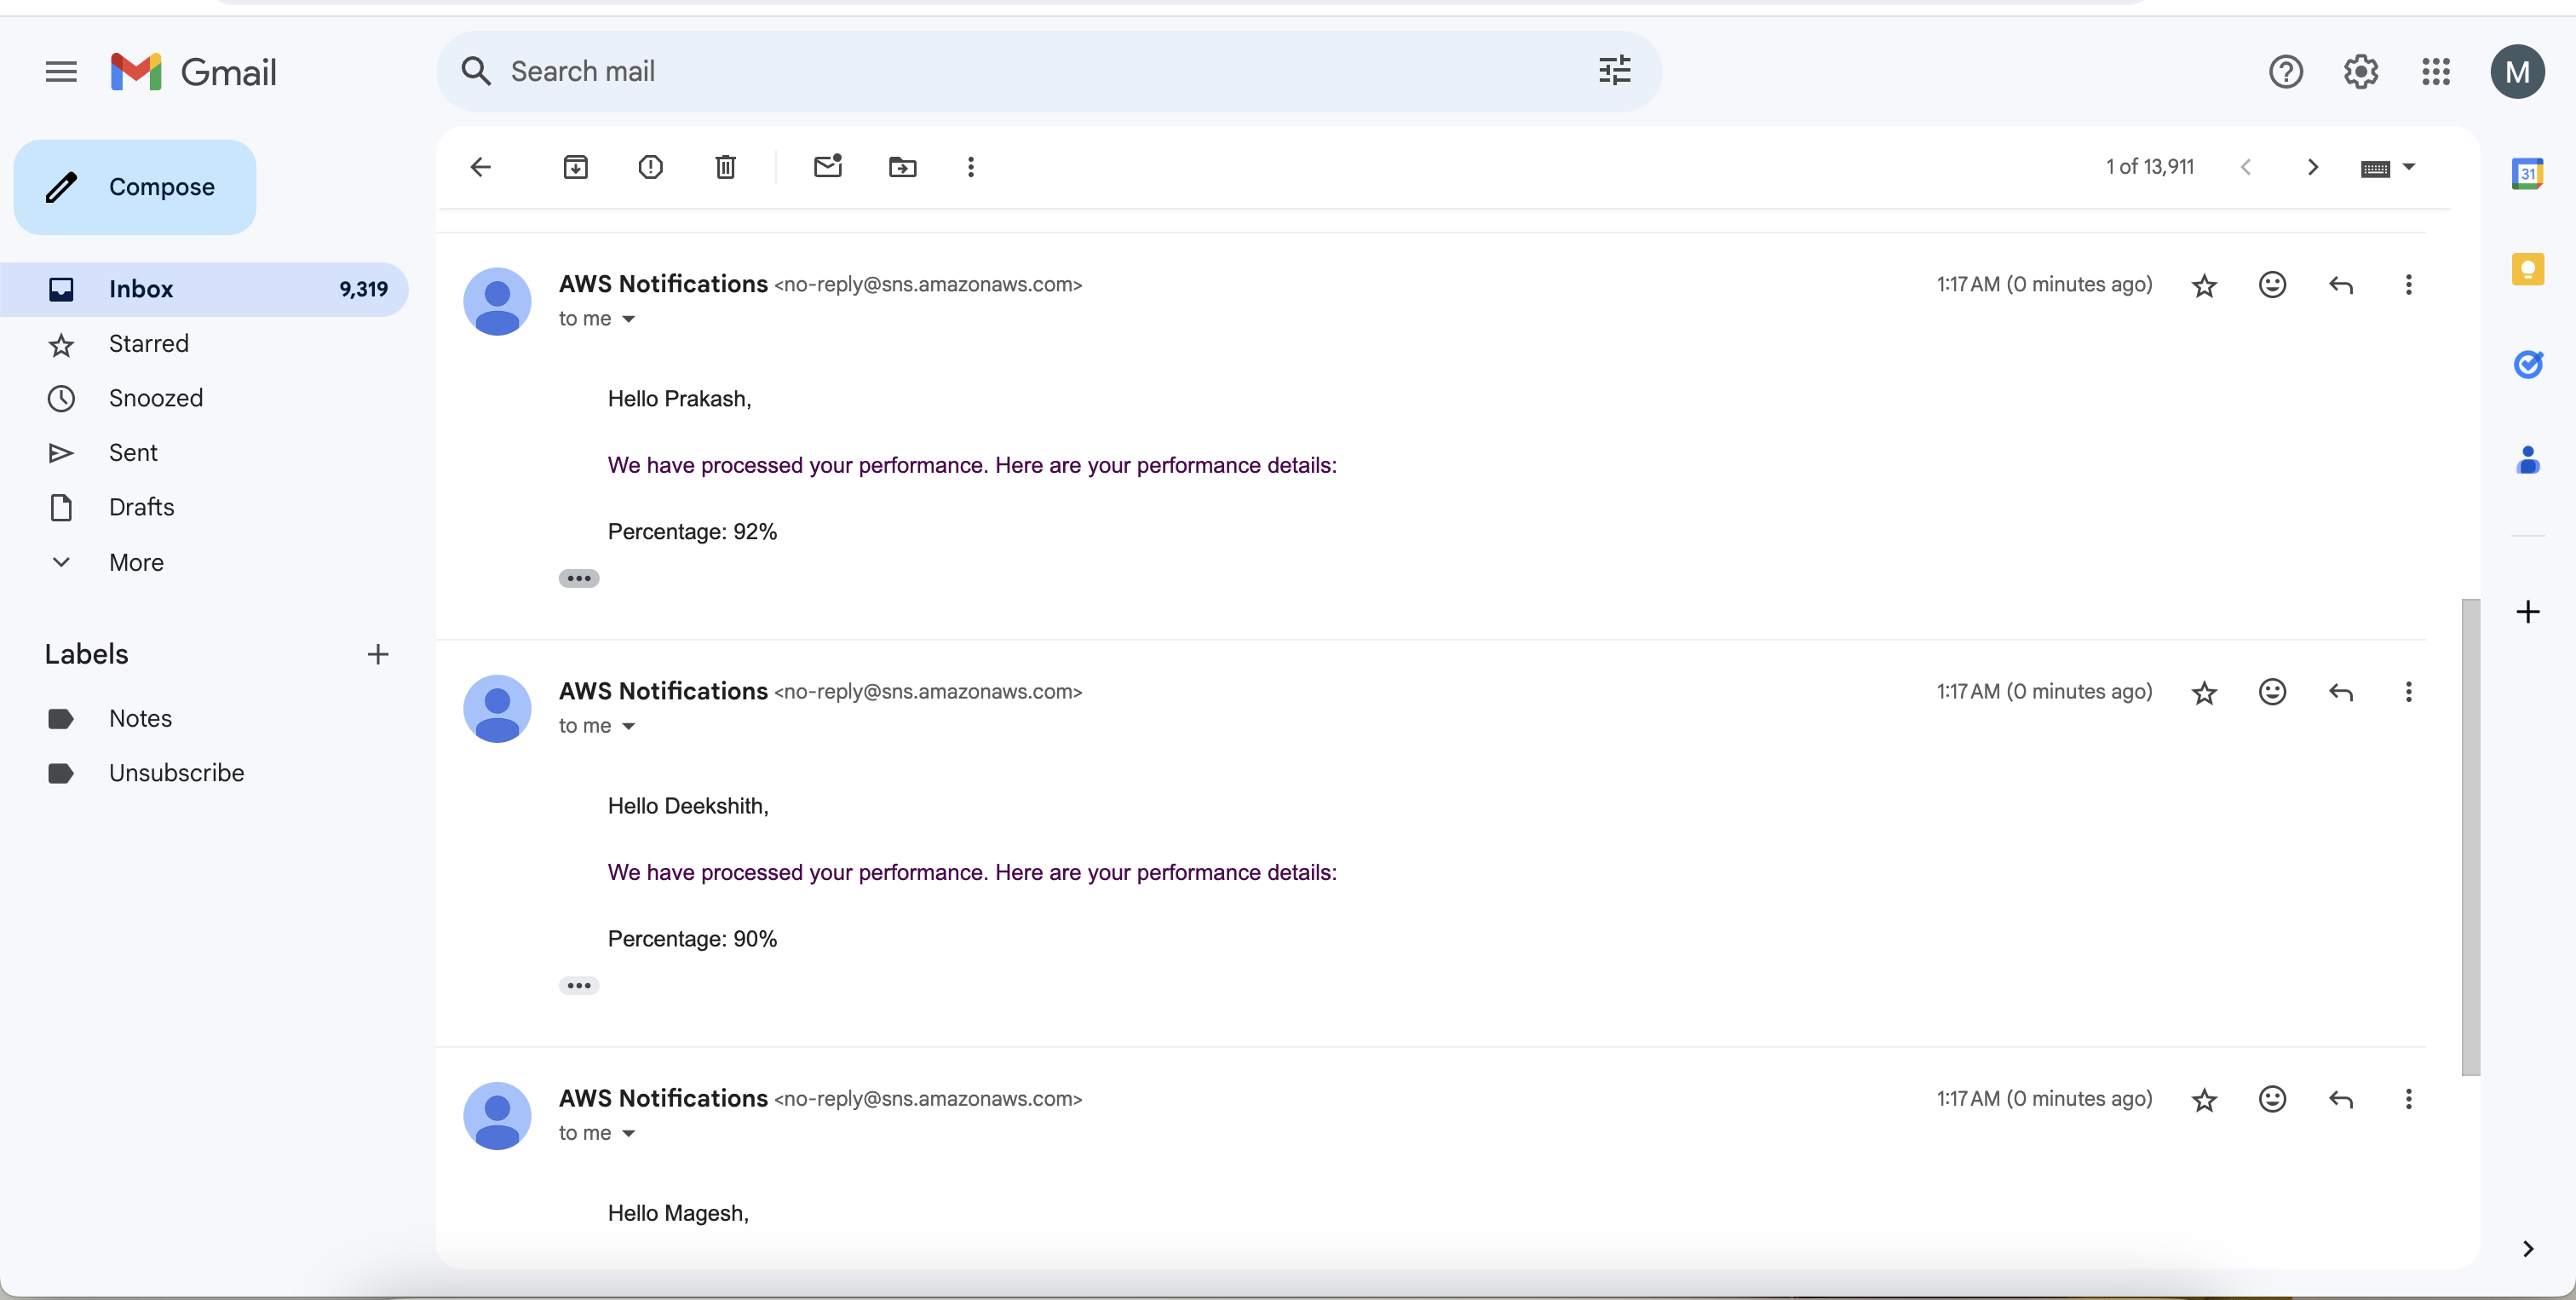 Gmail
Search mail
M
Compose
1 of 13,911
31
Inbox 9,319
Starred
Snoozed
Sent
Drafts
More
Labels
Notes
Unsubscribe
AWS Notifications <no-reply@sns.amazonaws.com>
1:17 AM (0 minutes ago)
to me
Hello Prakash,
We have processed your performance. Here are your performance details:
Percentage: 92%
AWS Notifications <no-reply@sns.amazonaws.com>
1:17 AM (0 minutes ago)
to me
Hello Deekshith,
We have processed your performance. Here are your performance details:
Percentage: 90%
AWS Notifications <no-reply@sns.amazonaws.com>
1:17 AM (0 minutes ago)
to me
Hello Magesh,